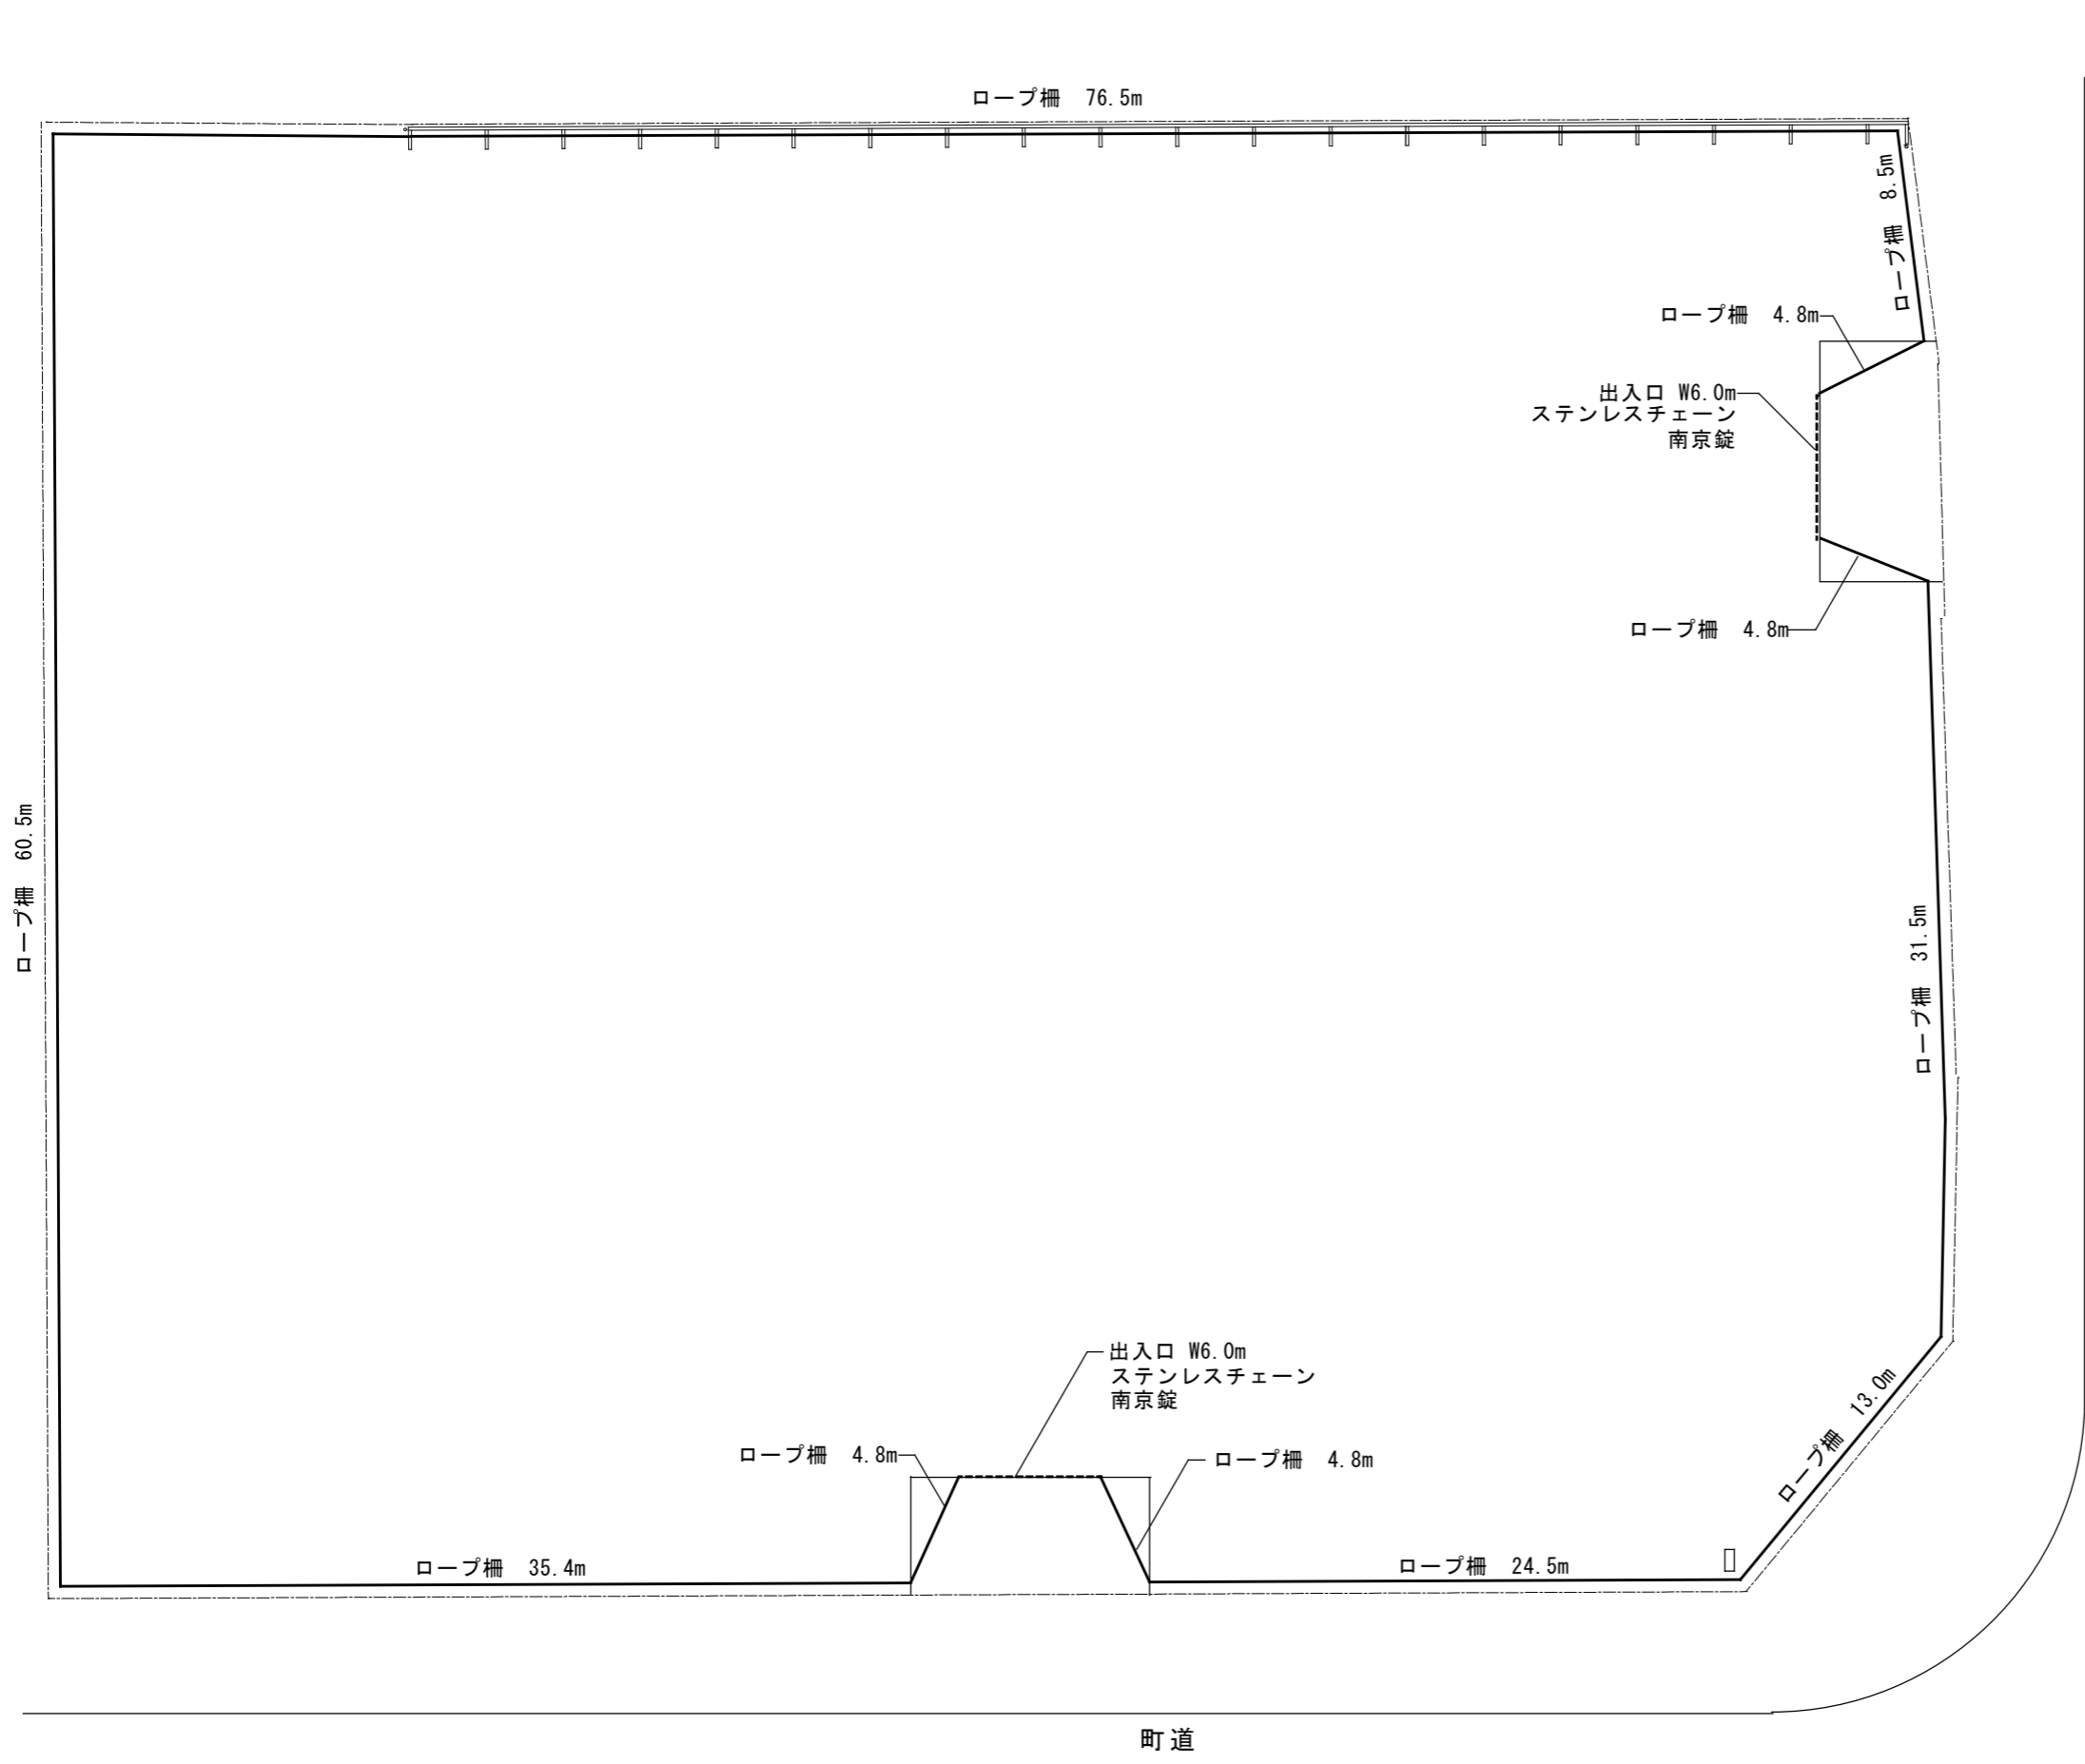 ロープ柵　76.5m
ロープ柵　8.5m
ロープ柵　4.8m
出入口 W6.0m
ステンレスチェーン
南京錠
ロープ柵　4.8m
ロープ柵　60.5m
ロープ柵　31.5m
出入口 W6.0m
ステンレスチェーン
南京錠
ロープ柵　13.0m
ロープ柵　4.8m
ロープ柵　4.8m
ロープ柵　35.4m
ロープ柵　24.5m
町道